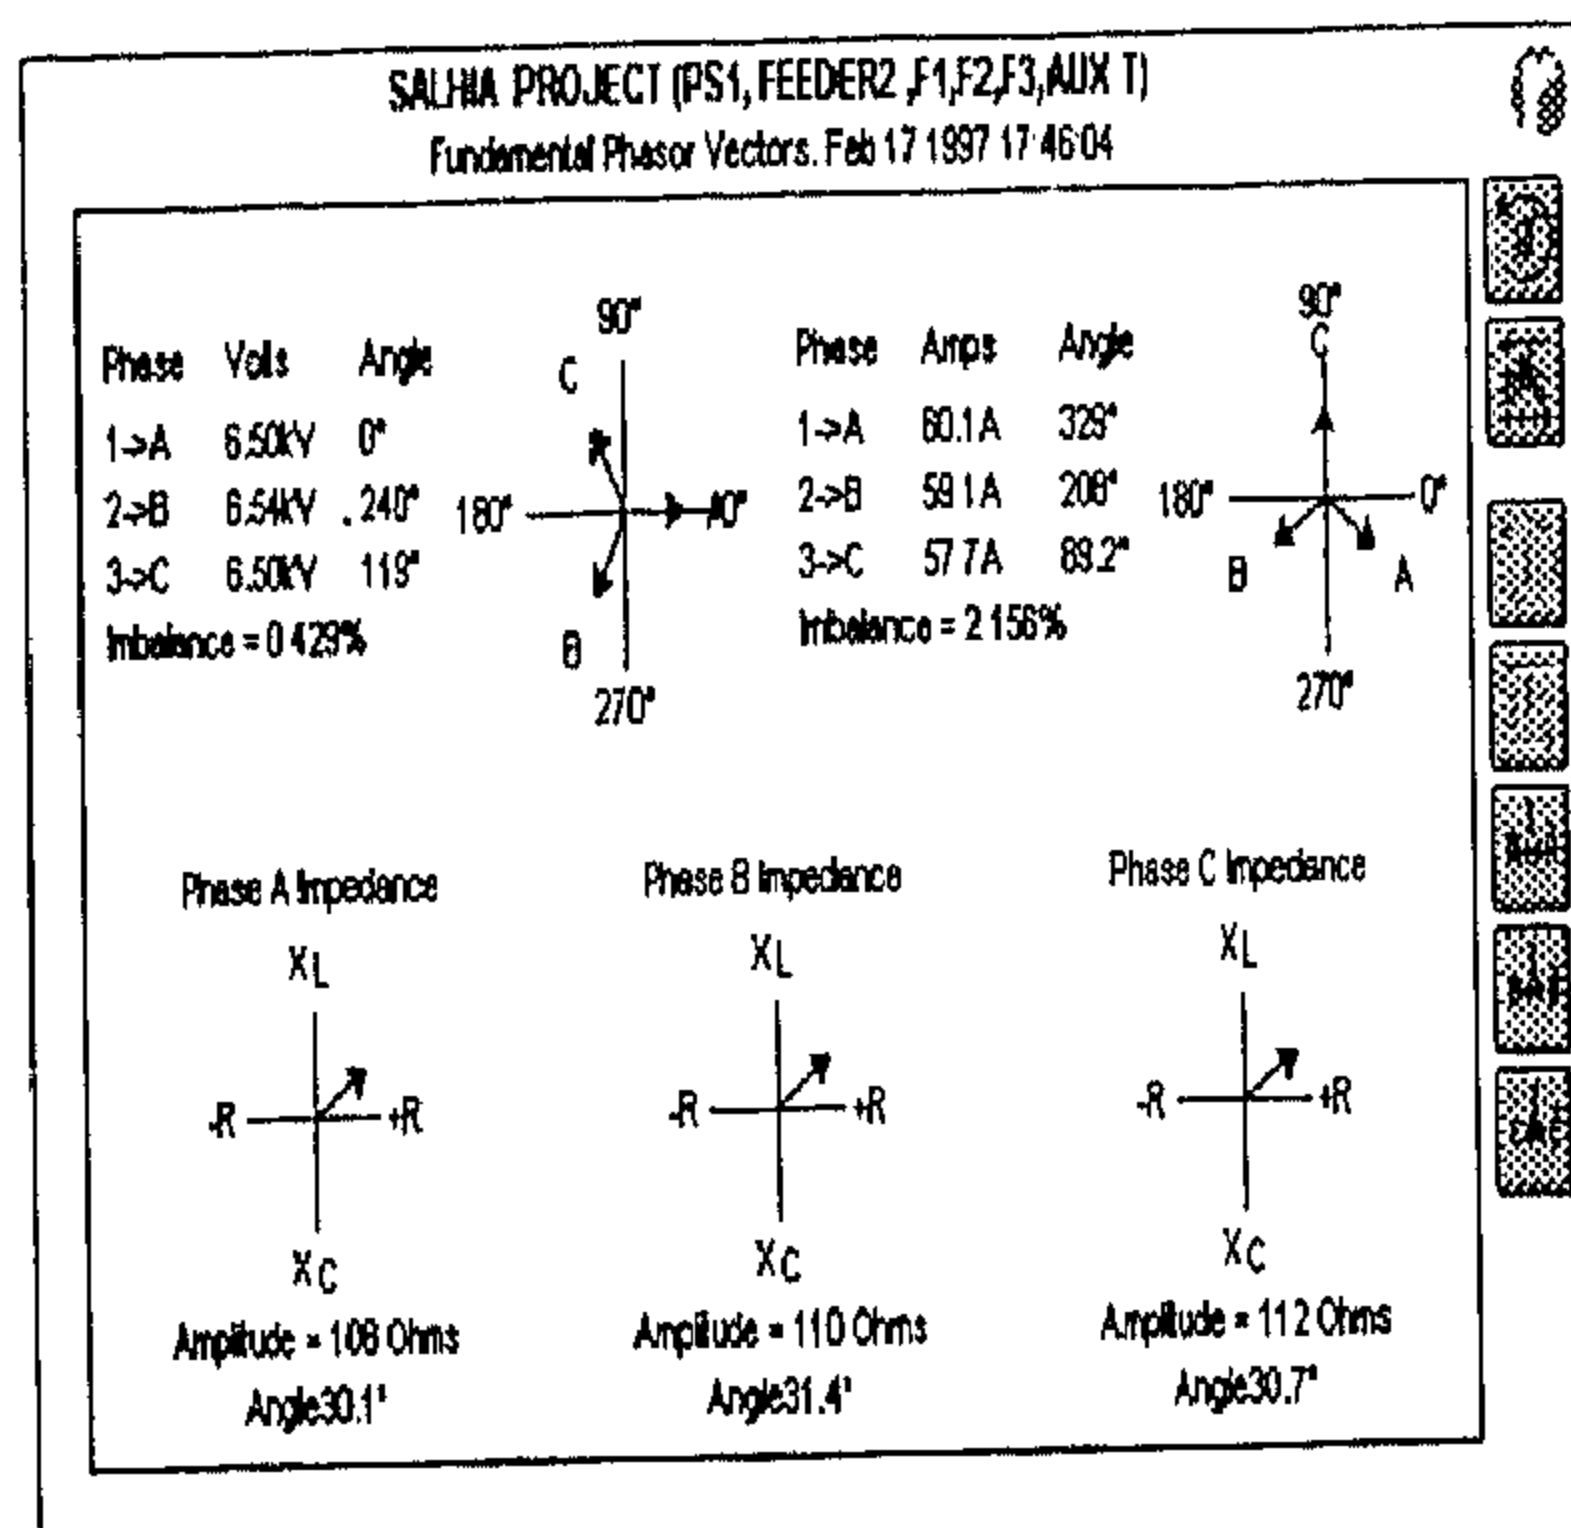 SALHIA PROJECT (PS1, FEEDER2 ,F1,F2,F3,AUX T)
Fundamental Phasor Vectors. Feb 17 1997 17:46:04
Phase Volts Angle
1->A 6.50kV 0°
2->B 6.54kV . 240°
3->C 6.50kV 119°
Imbalance = 0.429%
90°
C
180°
0°
B
270°
Phase Amps Angle
1->A 60.1A 329°
2->B 59.1A 208°
3->C 57.7A 89.2°
Imbalance = 2.156%
90°
C
180°
0°
B
A
270°
Phase A Impedance
XL
-R +R
XC
Amplitude = 108 Ohms
Angle30.1°
Phase B Impedance
XL
-R +R
XC
Amplitude = 110 Ohms
Angle31.4°
Phase C Impedance
XL
-R +R
XC
Amplitude = 112 Ohms
Angle30.7°